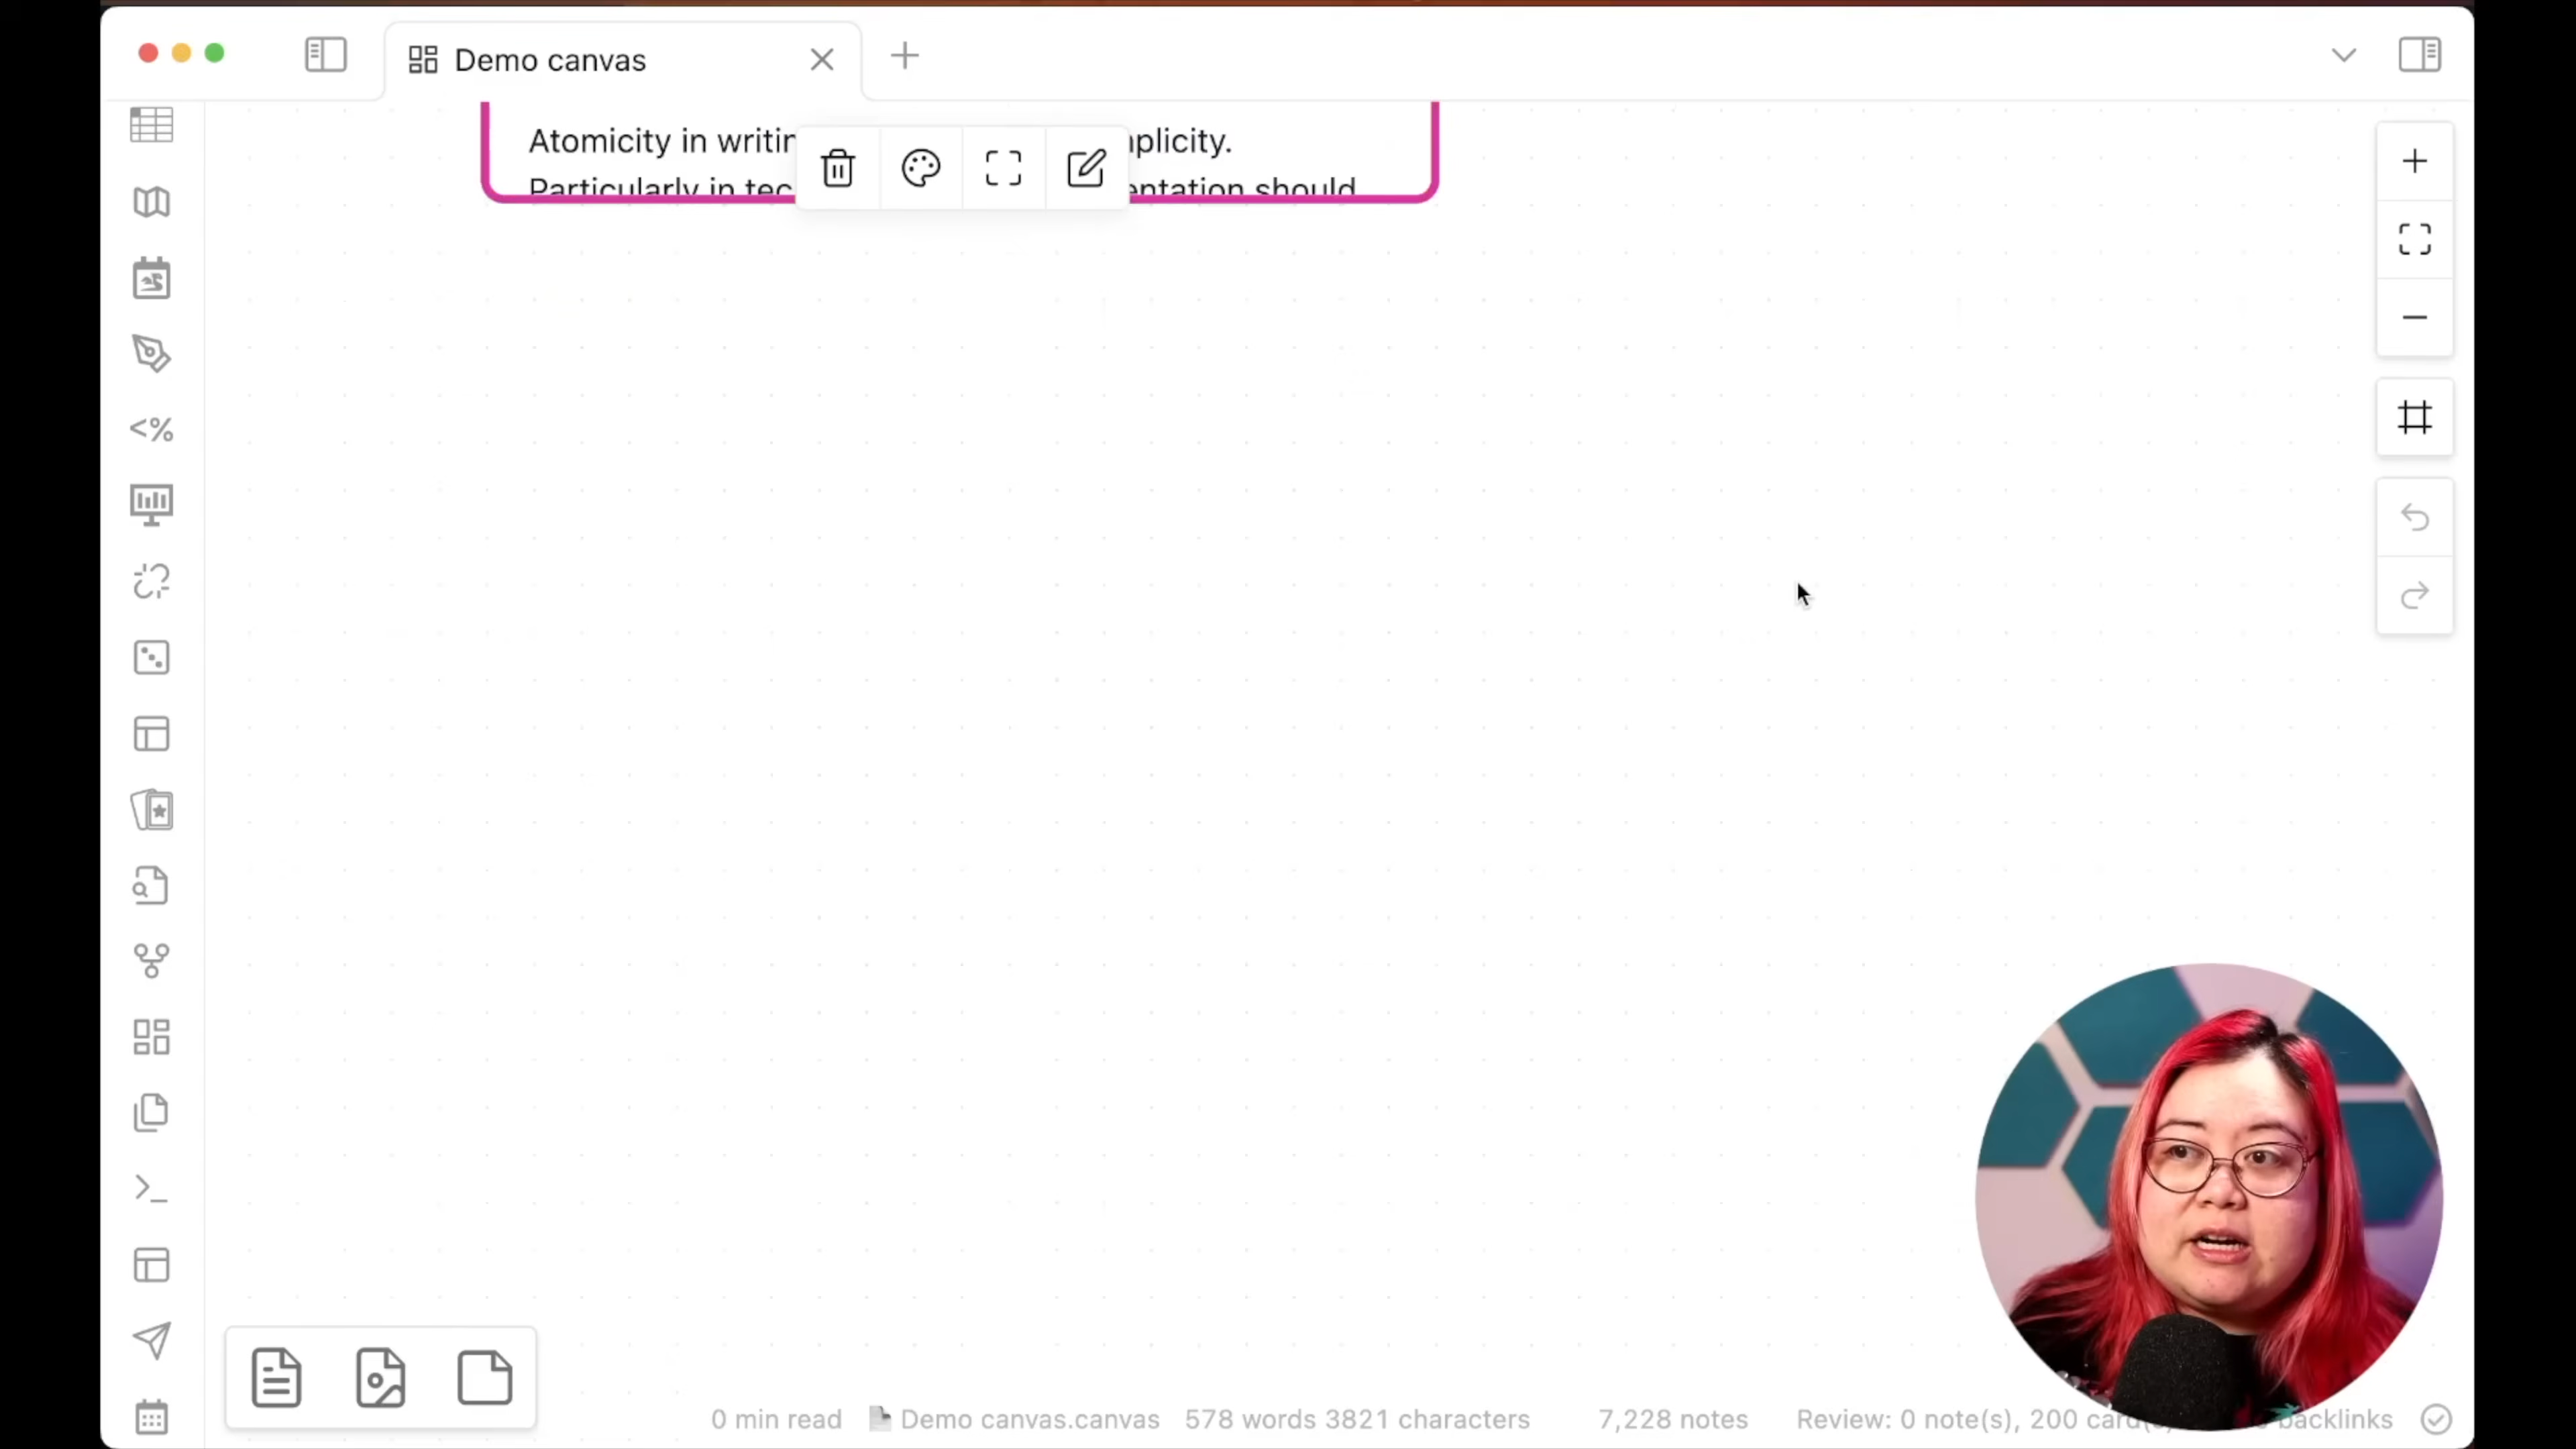 Demo canvas
Atomicity in writin
plicity.
Particularly in tec
entation should
<%
0 min read
Demo canvas.canvas
578 words 3821 characters
7,228 notes
Review: 0 note(s), 200 card(s)
backlinks